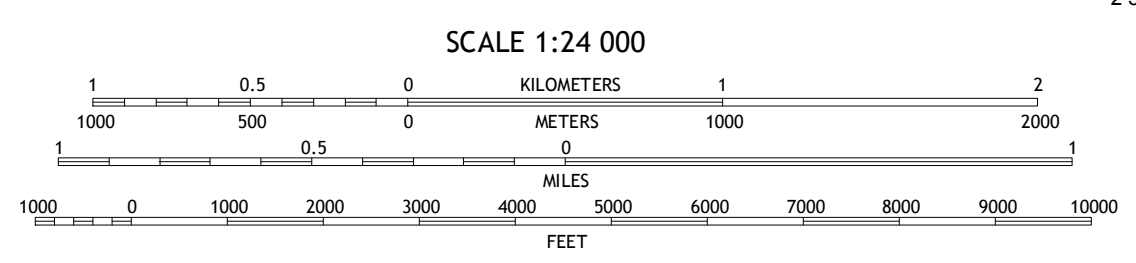 SCALE 1:24 000
1 0.5 0 KILOMETERS 1 2
1000 500 0 METERS 1000 2000
1 0.5 0 1
MILES
1000 0 1000 2000 3000 4000 5000 6000 7000 8000 9000 10000
FEET